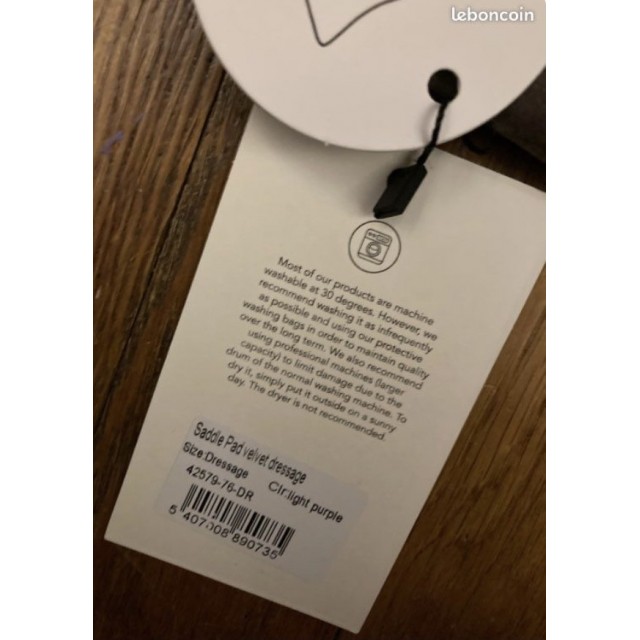 leboncoin
Most of our products are machine
washable at 30 degrees. However, we
recommend washing it as infrequently
as possible and using our protective
washing bags in order to maintain quality
over the long term. We also recommend
using professional machines (larger
capacity) to limit damage due to the
drum of the normal washing machine. To
dry it, simply put it outside on a sunny
day. The dryer is not recommended.
Saddle Pad velvet dressage
Size:Dressage Clr:light purple
42579-76-DR
5 407008 890735